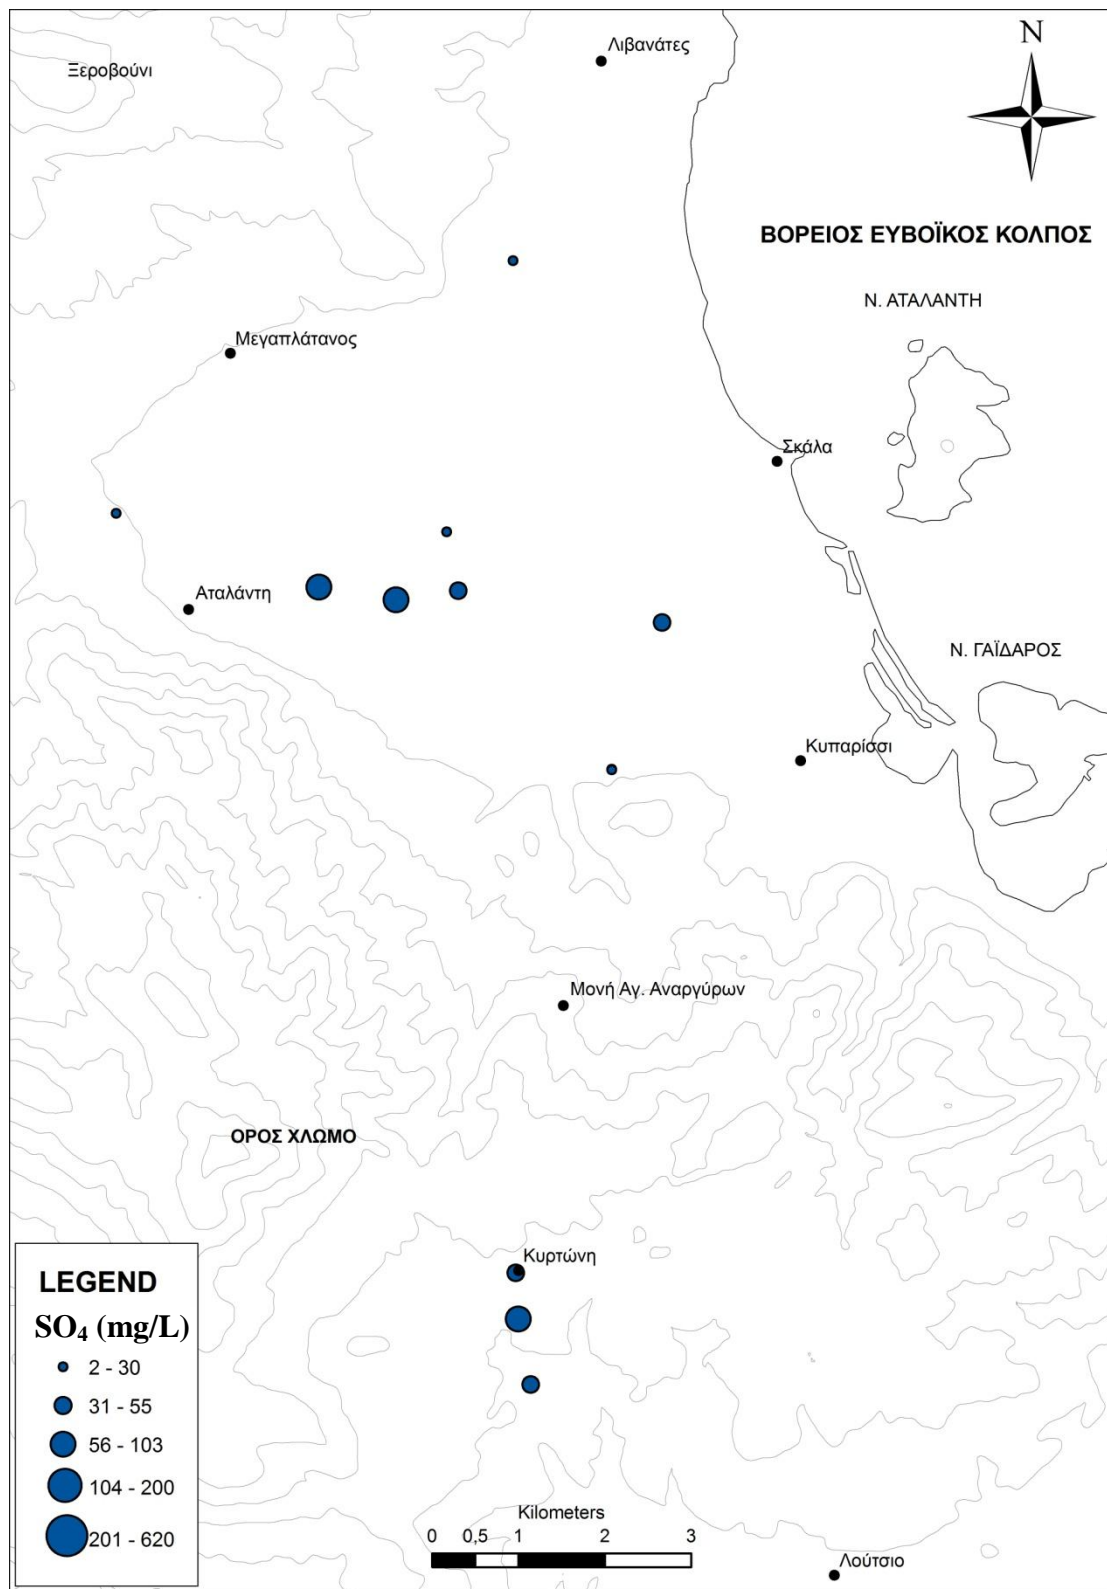 Λιβανάτες
N
Ξεροβούνι
ΒΟΡΕΙΟΣ ΕΥΒΟΪΚΟΣ ΚΟΛΠΟΣ
Ν. ΑΤΑΛΑΝΤΗ
Μεγαπλάτανος
Σκάλα
Αταλάντη
Ν. ΓΑΪΔΑΡΟΣ
Κυπαρίσσι
Μονή Αγ. Αναργύρων
ΟΡΟΣ ΧΛΩΜΟ
Κυρτώνη
LEGEND
SO₄ (mg/L)
2 - 30
31 - 55
56 - 103
104 - 200
201 - 620
Kilometers
0 0,5 1 2 3
Λούτσιο